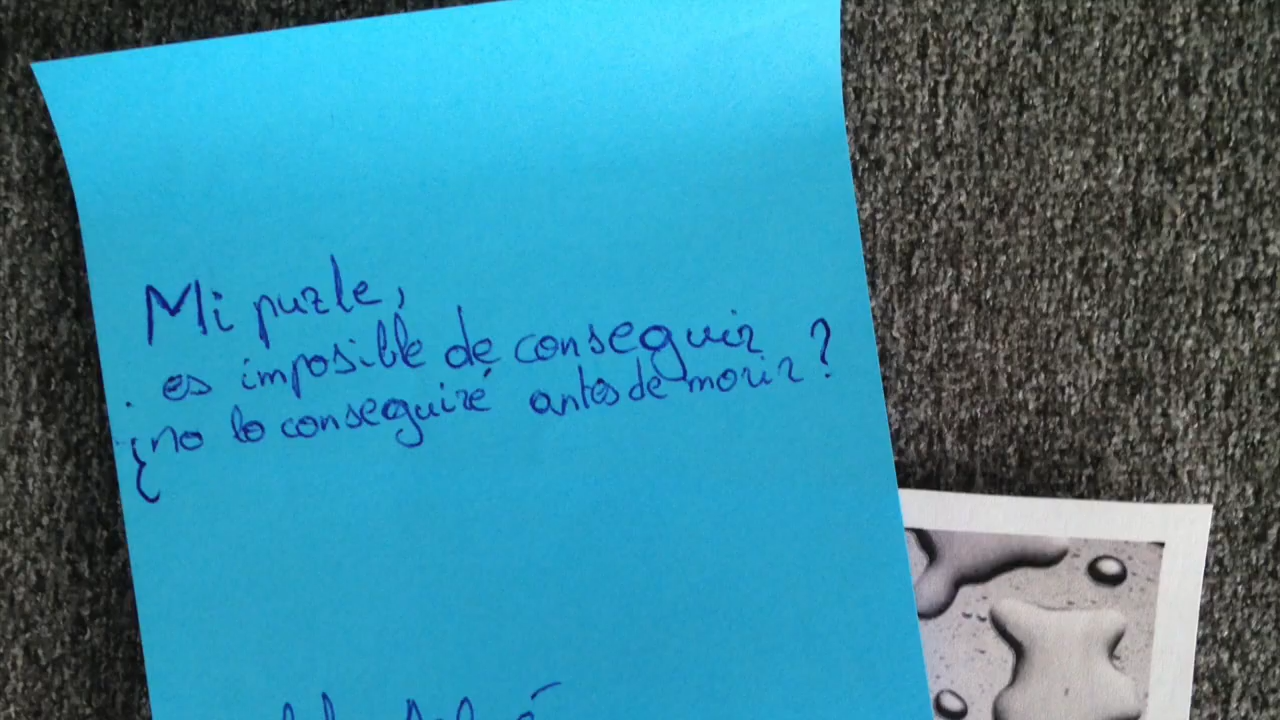 Mi puzle,
es imposible de conseguir
¿no lo conseguiré antes de morir?